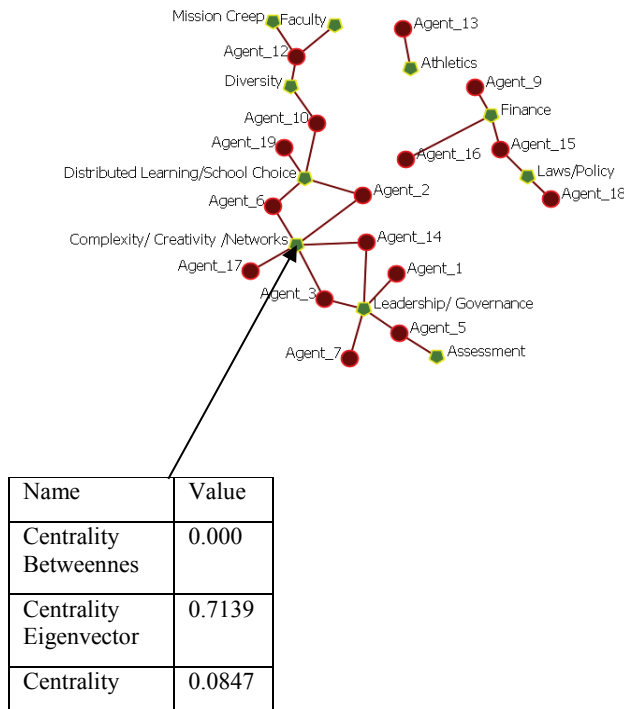 Mission Creep
Faculty
Agent_13
Agent_12
Athletics
Diversity
Agent_9
Finance
Agent_10
Agent_19
Agent_16
Agent_15
Distributed Learning/School Choice
Laws/Policy
Agent_6
Agent_2
Agent_18
Complexity/ Creativity /Networks
Agent_14
Agent_17
Agent_1
Agent_3
Leadership/ Governance
Agent_5
Agent_7
Assessment
Name Value
Centrality 0.000
Betweennes
Centrality 0.7139
Eigenvector
Centrality 0.0847